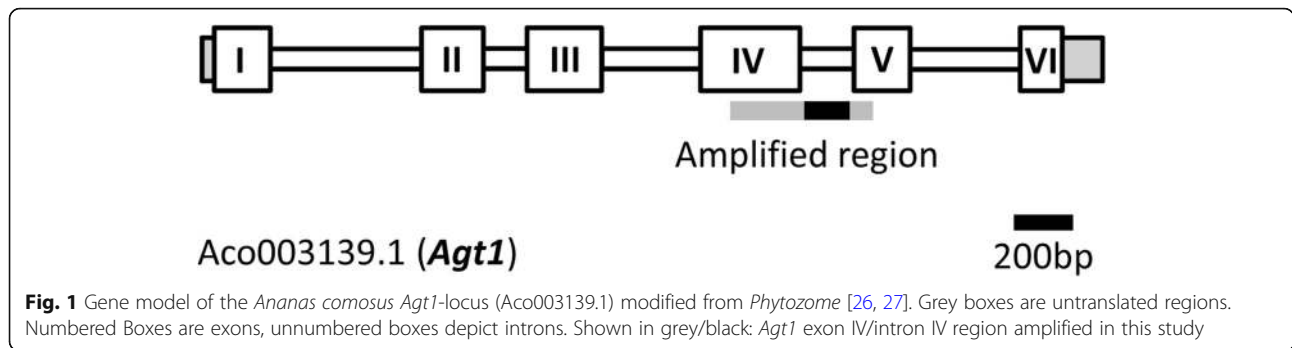 I II III IV V VI
Amplified region
Aco003139.1 (Agt1)
200bp
Fig. 1 Gene model of the Ananas comosus Agt1-locus (Aco003139.1) modified from Phytozome [26, 27]. Grey boxes are untranslated regions.
Numbered Boxes are exons, unnumbered boxes depict introns. Shown in grey/black: Agt1 exon IV/intron IV region amplified in this study